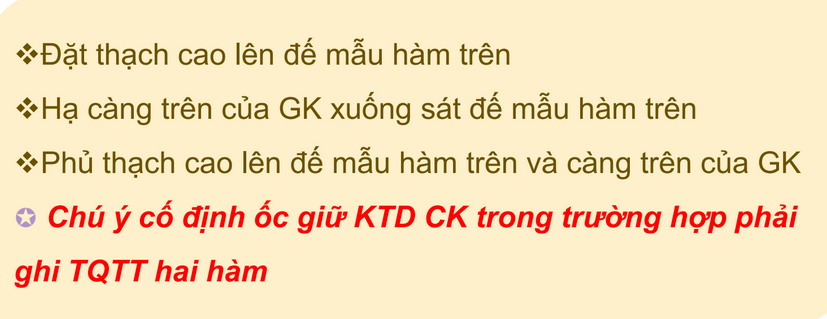 ❖Đặt thạch cao lên đế mẫu hàm trên
❖Hạ càng trên của GK xuống sát đế mẫu hàm trên
❖Phủ thạch cao lên đế mẫu hàm trên và càng trên của GK
✪ Chú ý cố định ốc giữ KTD CK trong trường hợp phải
ghi TQTT hai hàm